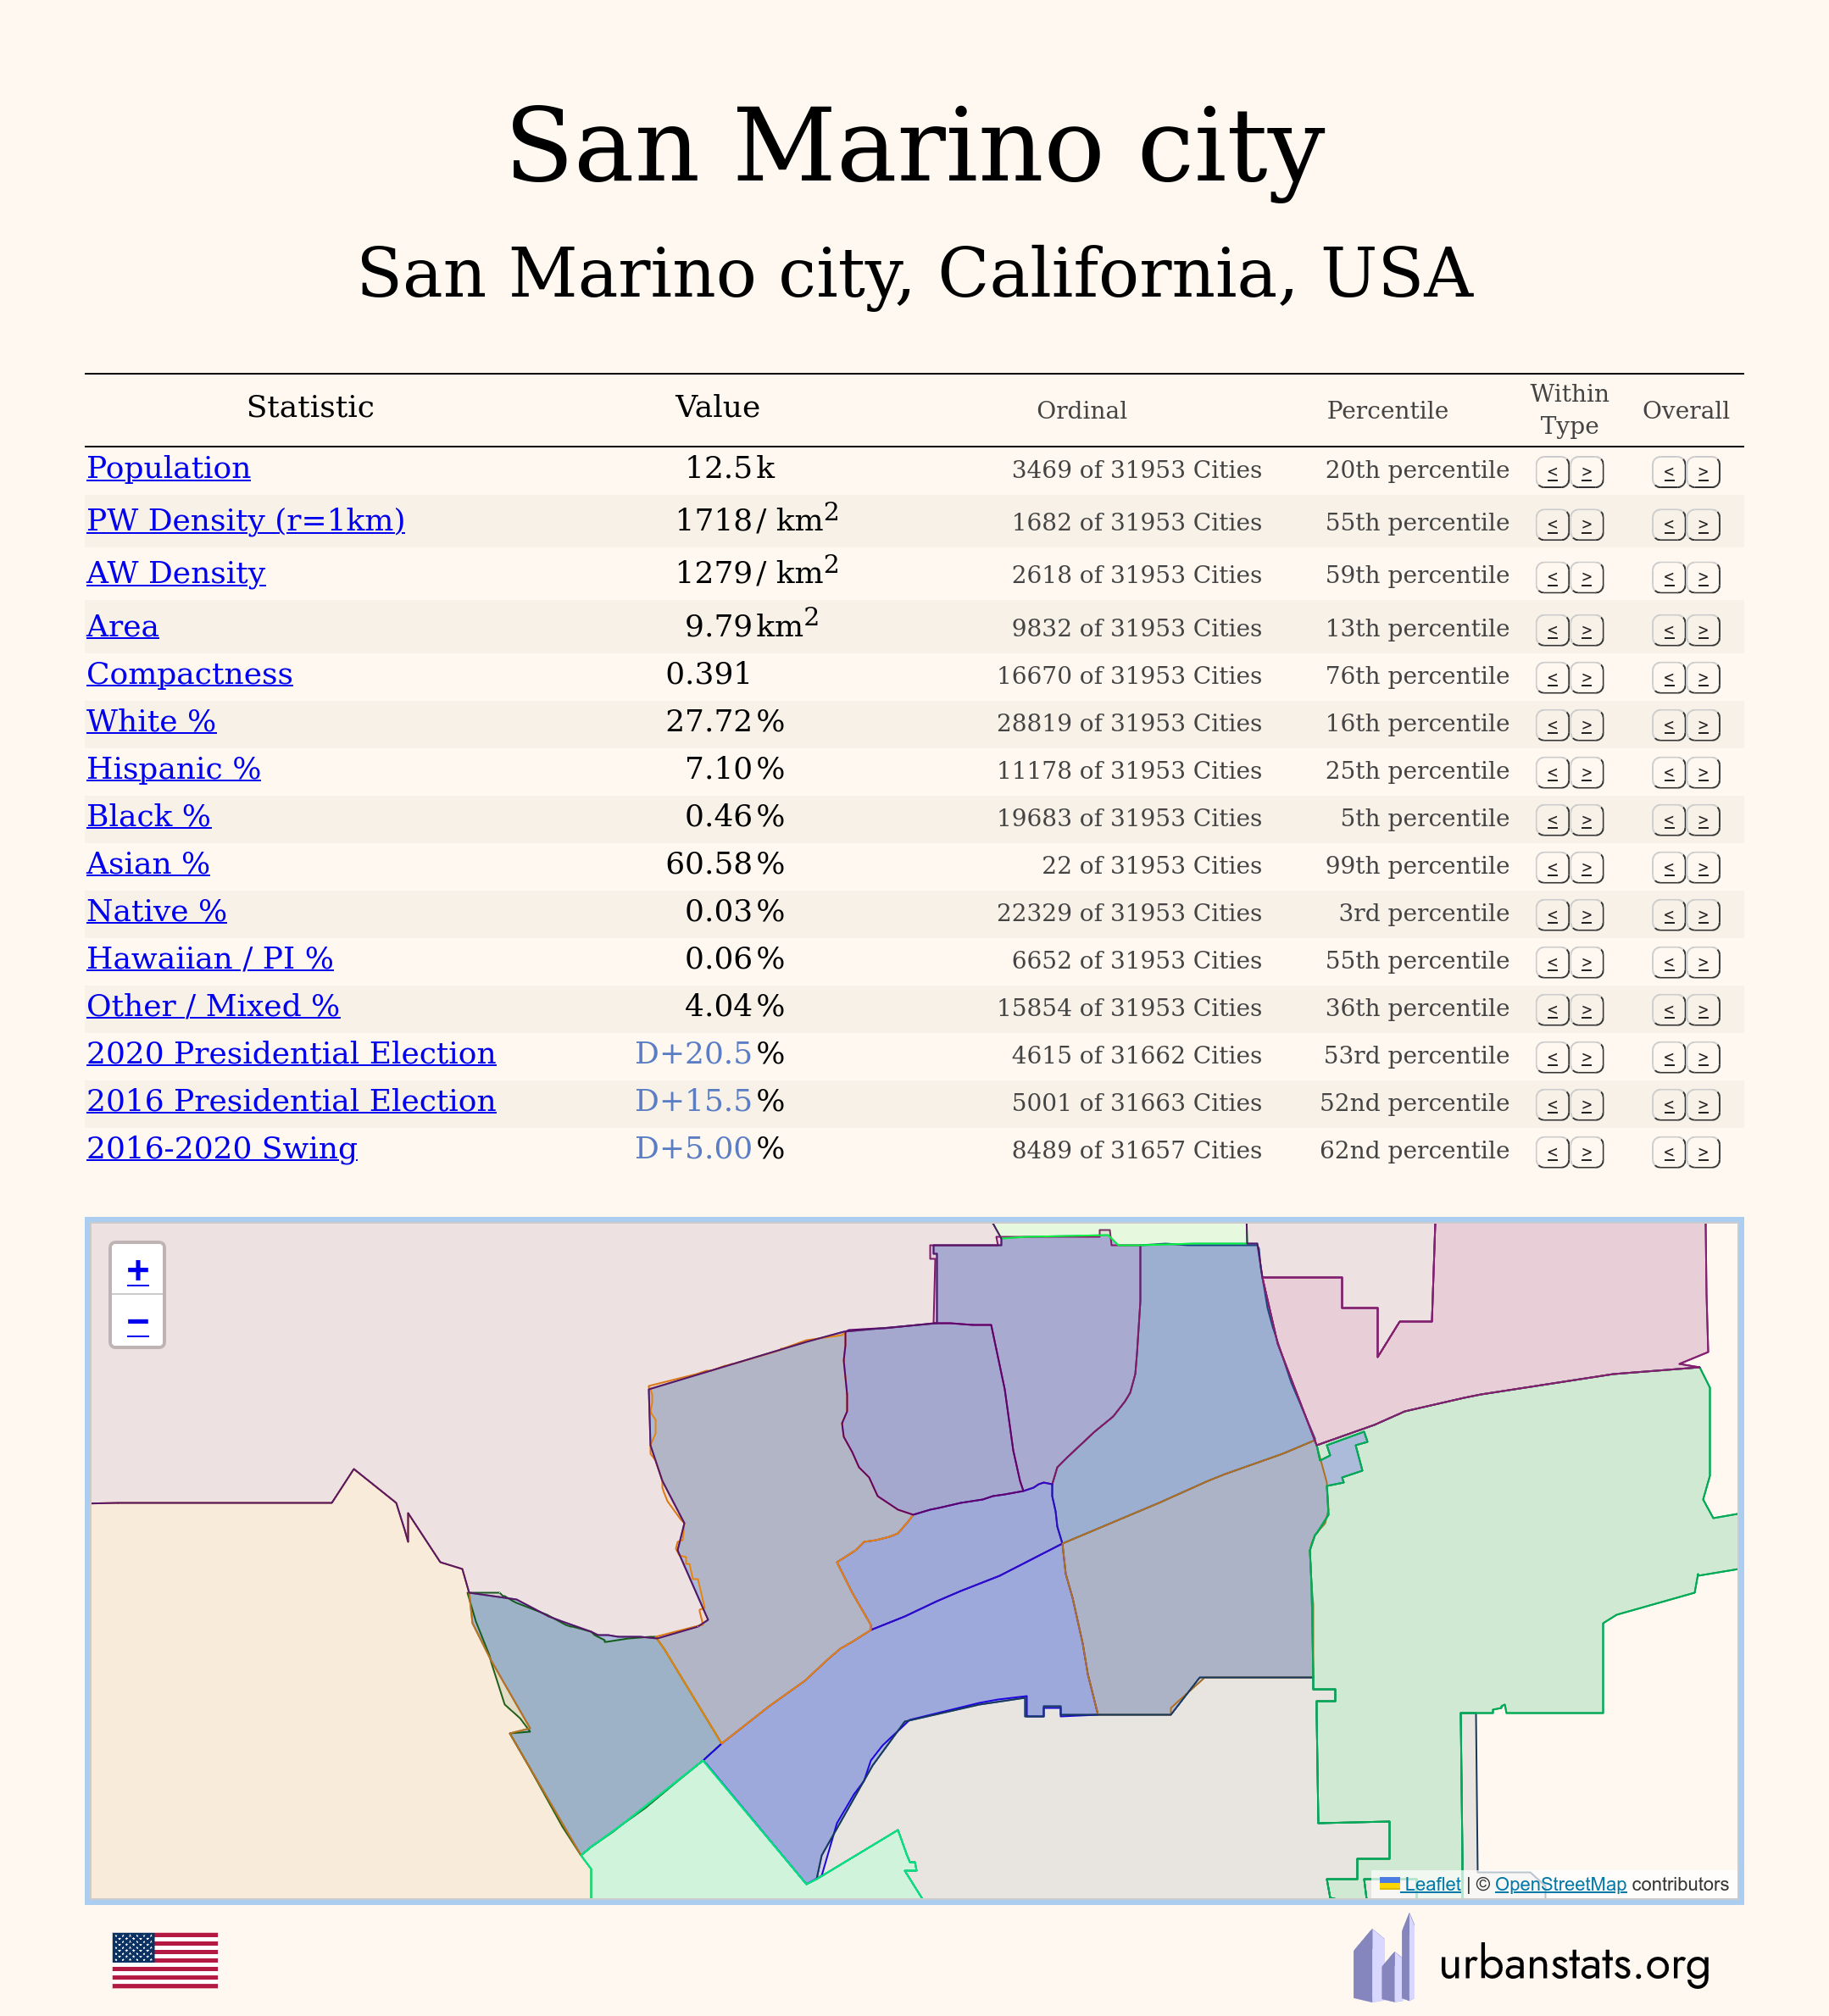 San Marino city
San Marino city, California, USA
Statistic Value Ordinal Percentile Within Type Overall
Population 12.5 k 3469 of 31953 Cities 20th percentile < > < >
PW Density (r=1km) 1718 / km2 1682 of 31953 Cities 55th percentile < > < >
AW Density 1279 / km2 2618 of 31953 Cities 59th percentile < > < >
Area 9.79 km2 9832 of 31953 Cities 13th percentile < > < >
Compactness 0.391 16670 of 31953 Cities 76th percentile < > < >
White % 27.72 % 28819 of 31953 Cities 16th percentile < > < >
Hispanic % 7.10 % 11178 of 31953 Cities 25th percentile < > < >
Black % 0.46 % 19683 of 31953 Cities 5th percentile < > < >
Asian % 60.58 % 22 of 31953 Cities 99th percentile < > < >
Native % 0.03 % 22329 of 31953 Cities 3rd percentile < > < >
Hawaiian / PI % 0.06 % 6652 of 31953 Cities 55th percentile < > < >
Other / Mixed % 4.04 % 15854 of 31953 Cities 36th percentile < > < >
2020 Presidential Election D+20.5 % 4615 of 31662 Cities 53rd percentile < > < >
2016 Presidential Election D+15.5 % 5001 of 31663 Cities 52nd percentile < > < >
2016-2020 Swing D+5.00 % 8489 of 31657 Cities 62nd percentile < > < >
+
−
Leaflet | © OpenStreetMap contributors
urbanstats.org